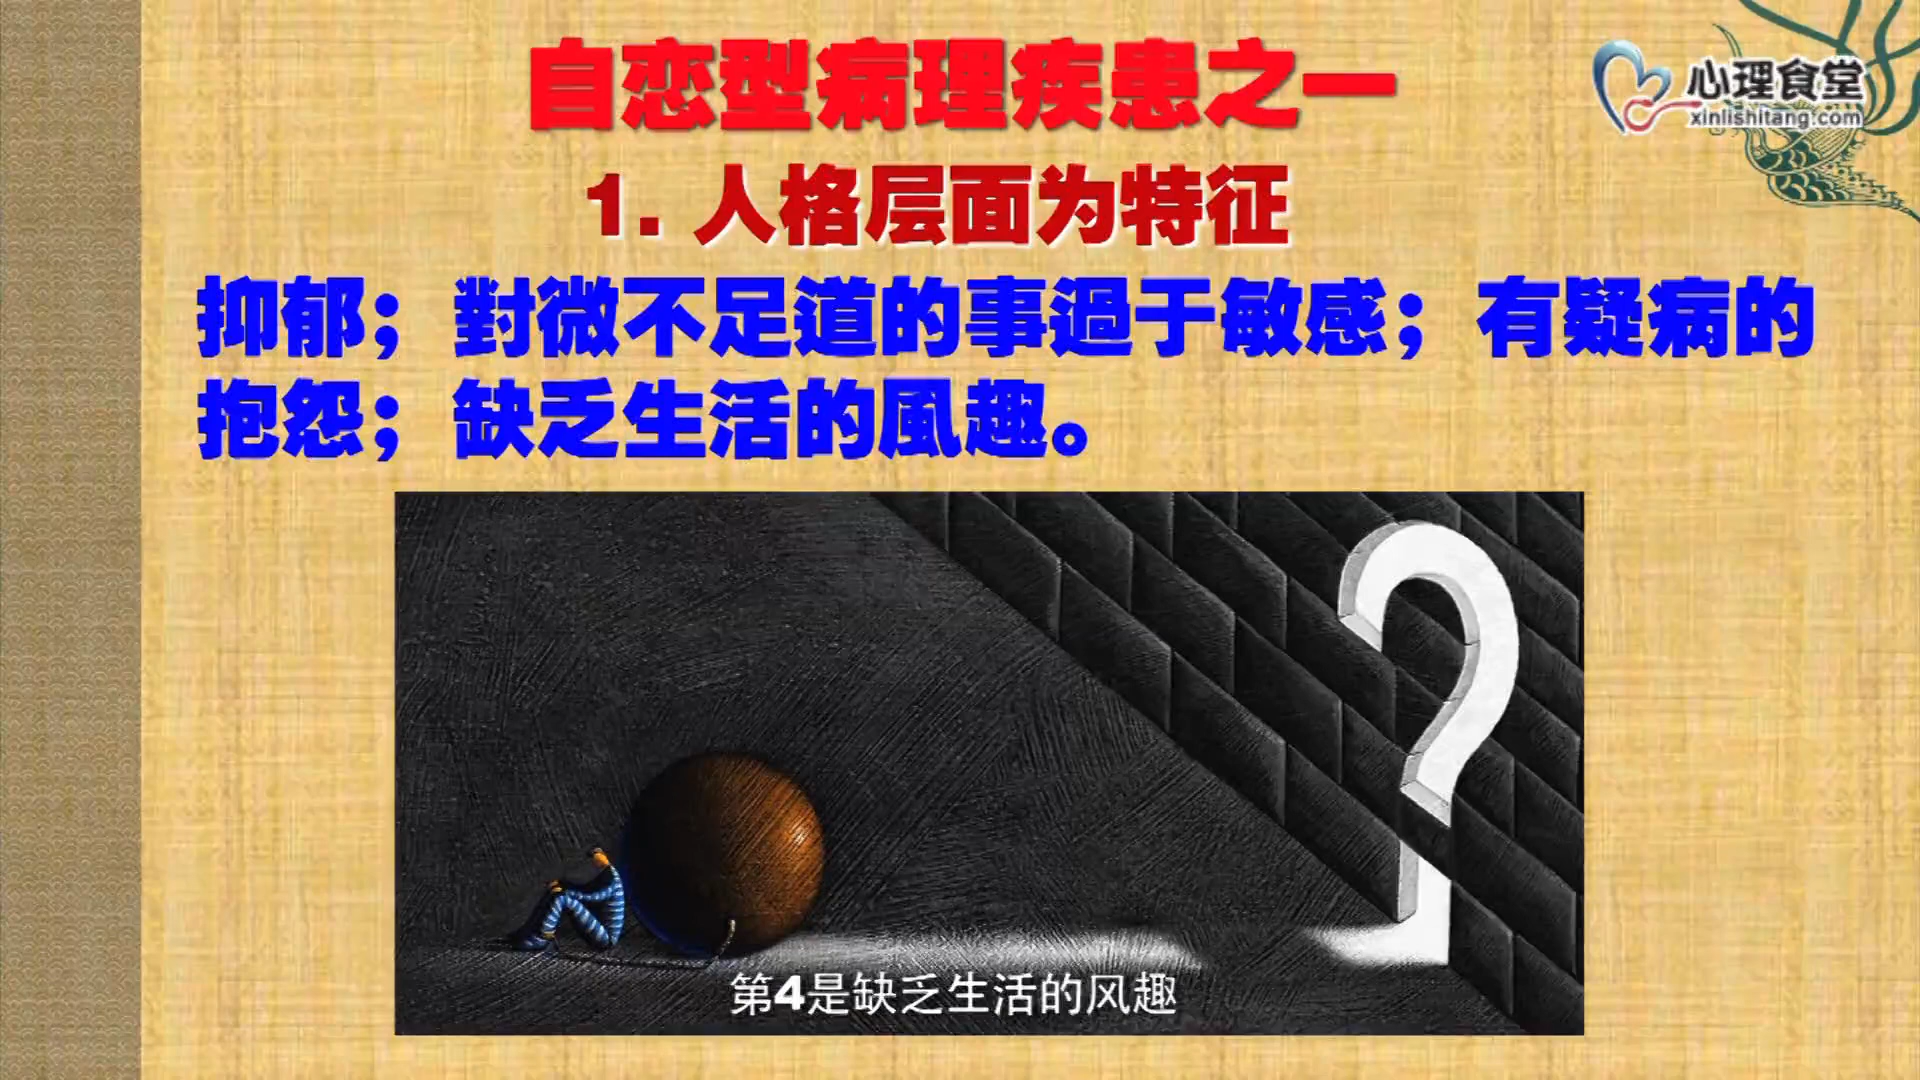 自恋型病理疾患之一
心理食堂
xinlishitang.com
1. 人格层面为特征
抑郁；對微不足道的事過于敏感；有疑病的
抱怨；缺乏生活的風趣。
第4是缺乏生活的风趣